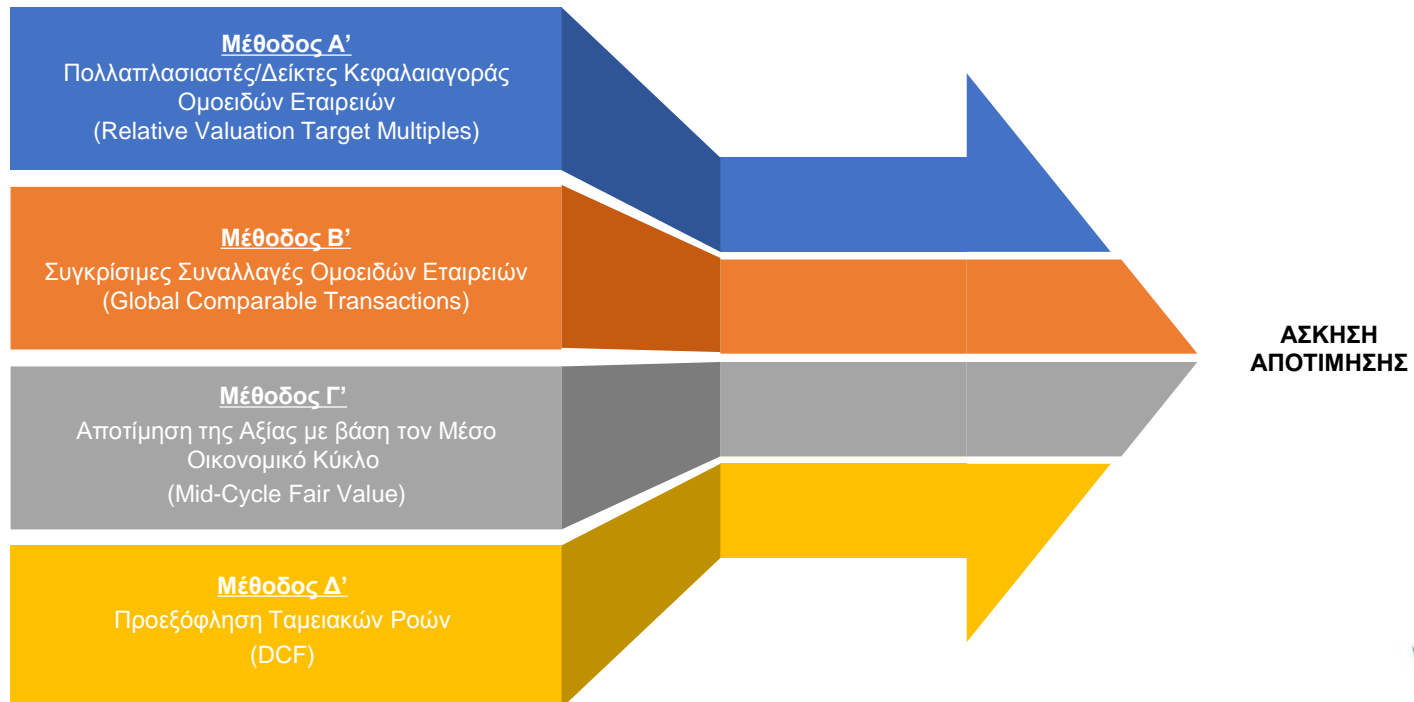 Μέθοδος Α’
Πολλαπλασιαστές/Δείκτες Κεφαλαιαγοράς
Ομοειδών Εταιρειών
(Relative Valuation Target Multiples)
Μέθοδος Β’
Συγκρίσιμες Συναλλαγές Ομοειδών Εταιρειών
(Global Comparable Transactions)
Μέθοδος Γ’
Αποτίμηση της Αξίας με βάση τον Μέσο
Οικονομικό Κύκλο
(Mid-Cycle Fair Value)
Μέθοδος Δ’
Προεξόφληση Ταμειακών Ροών
(DCF)
ΑΣΚΗΣΗ
ΑΠΟΤΙΜΗΣΗΣ